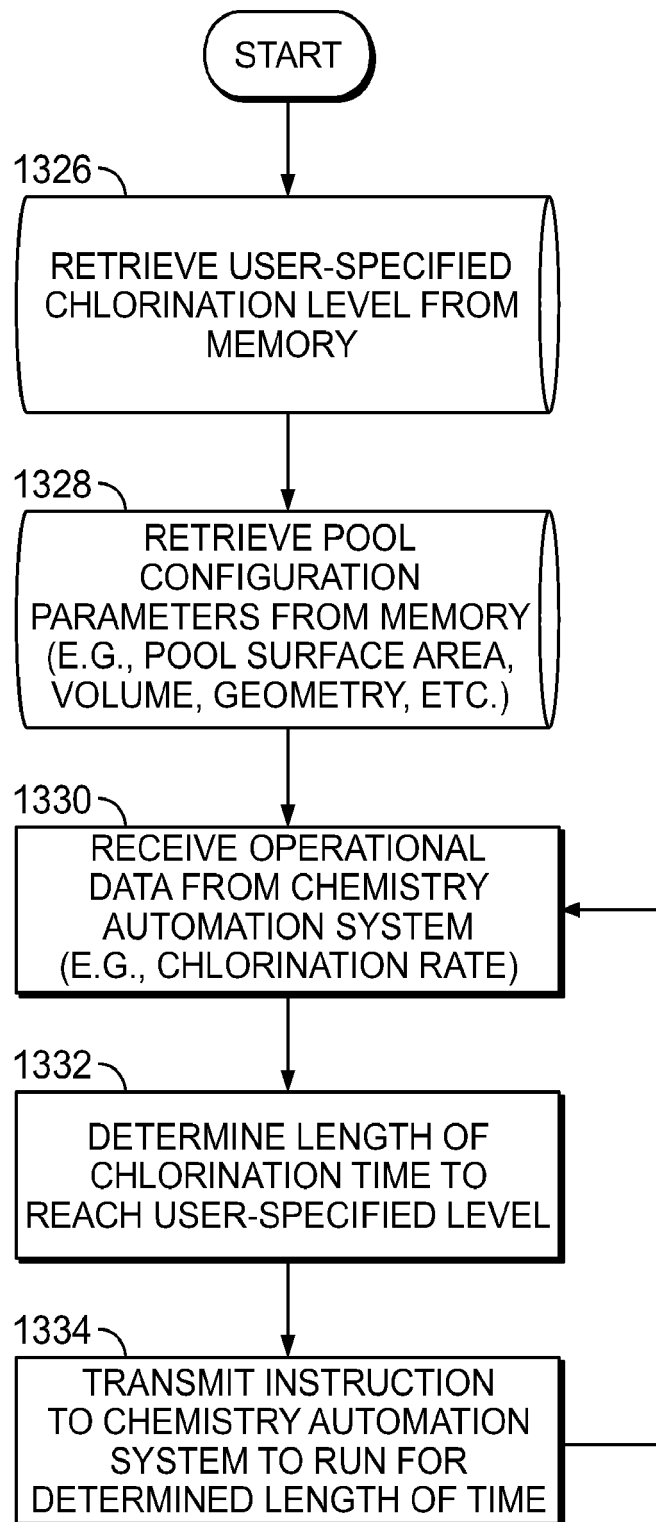 START
1326
RETRIEVE USER-SPECIFIED
CHLORINATION LEVEL FROM
MEMORY
1328
RETRIEVE POOL
CONFIGURATION
PARAMETERS FROM MEMORY
(E.G., POOL SURFACE AREA,
VOLUME, GEOMETRY, ETC.)
1330
RECEIVE OPERATIONAL
DATA FROM CHEMISTRY
AUTOMATION SYSTEM
(E.G., CHLORINATION RATE)
1332
DETERMINE LENGTH OF
CHLORINATION TIME TO
REACH USER-SPECIFIED LEVEL
1334
TRANSMIT INSTRUCTION
TO CHEMISTRY AUTOMATION
SYSTEM TO RUN FOR
DETERMINED LENGTH OF TIME